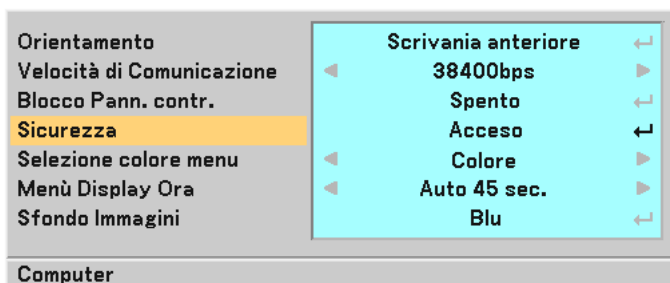 Orientamento Scrivania anteriore
Velocità di Comunicazione 38400bps
Blocco Pann. contr. Spento
Sicurezza Acceso
Selezione colore menu Colore
Menù Display Ora Auto 45 sec.
Sfondo Immagini Blu
Computer